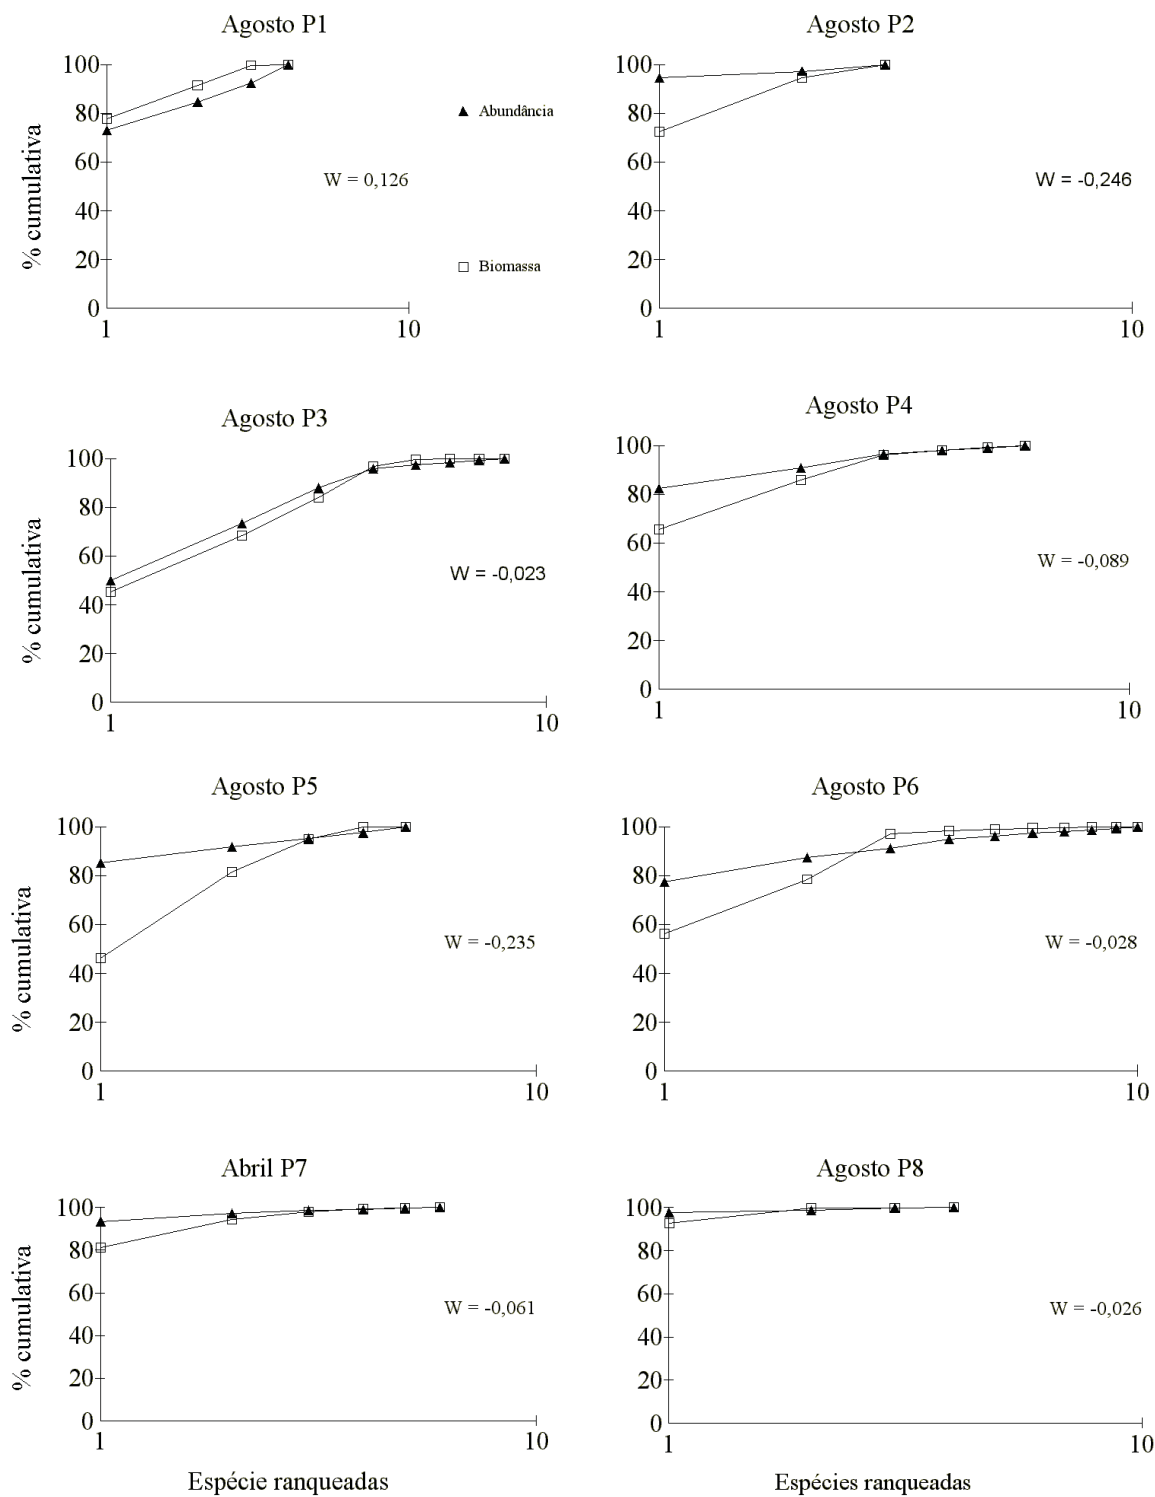 Agosto P1
100
80
60
40
20
0
1
10
% cumulativa
Abundância
W = 0,126
Biomassa
Agosto P2
100
80
60
40
20
0
1
10
W = -0,246
Agosto P3
100
80
60
40
20
0
1
10
% cumulativa
W = -0,023
Agosto P4
100
80
60
40
20
0
1
10
W = -0,089
Agosto P5
100
80
60
40
20
0
1
10
% cumulativa
W = -0,235
Agosto P6
100
80
60
40
20
0
1
10
W = -0,028
Abril P7
100
80
60
40
20
0
1
10
% cumulativa
W = -0,061
Espécie ranqueadas
Agosto P8
100
80
60
40
20
0
1
10
W = -0,026
Espécies ranqueadas